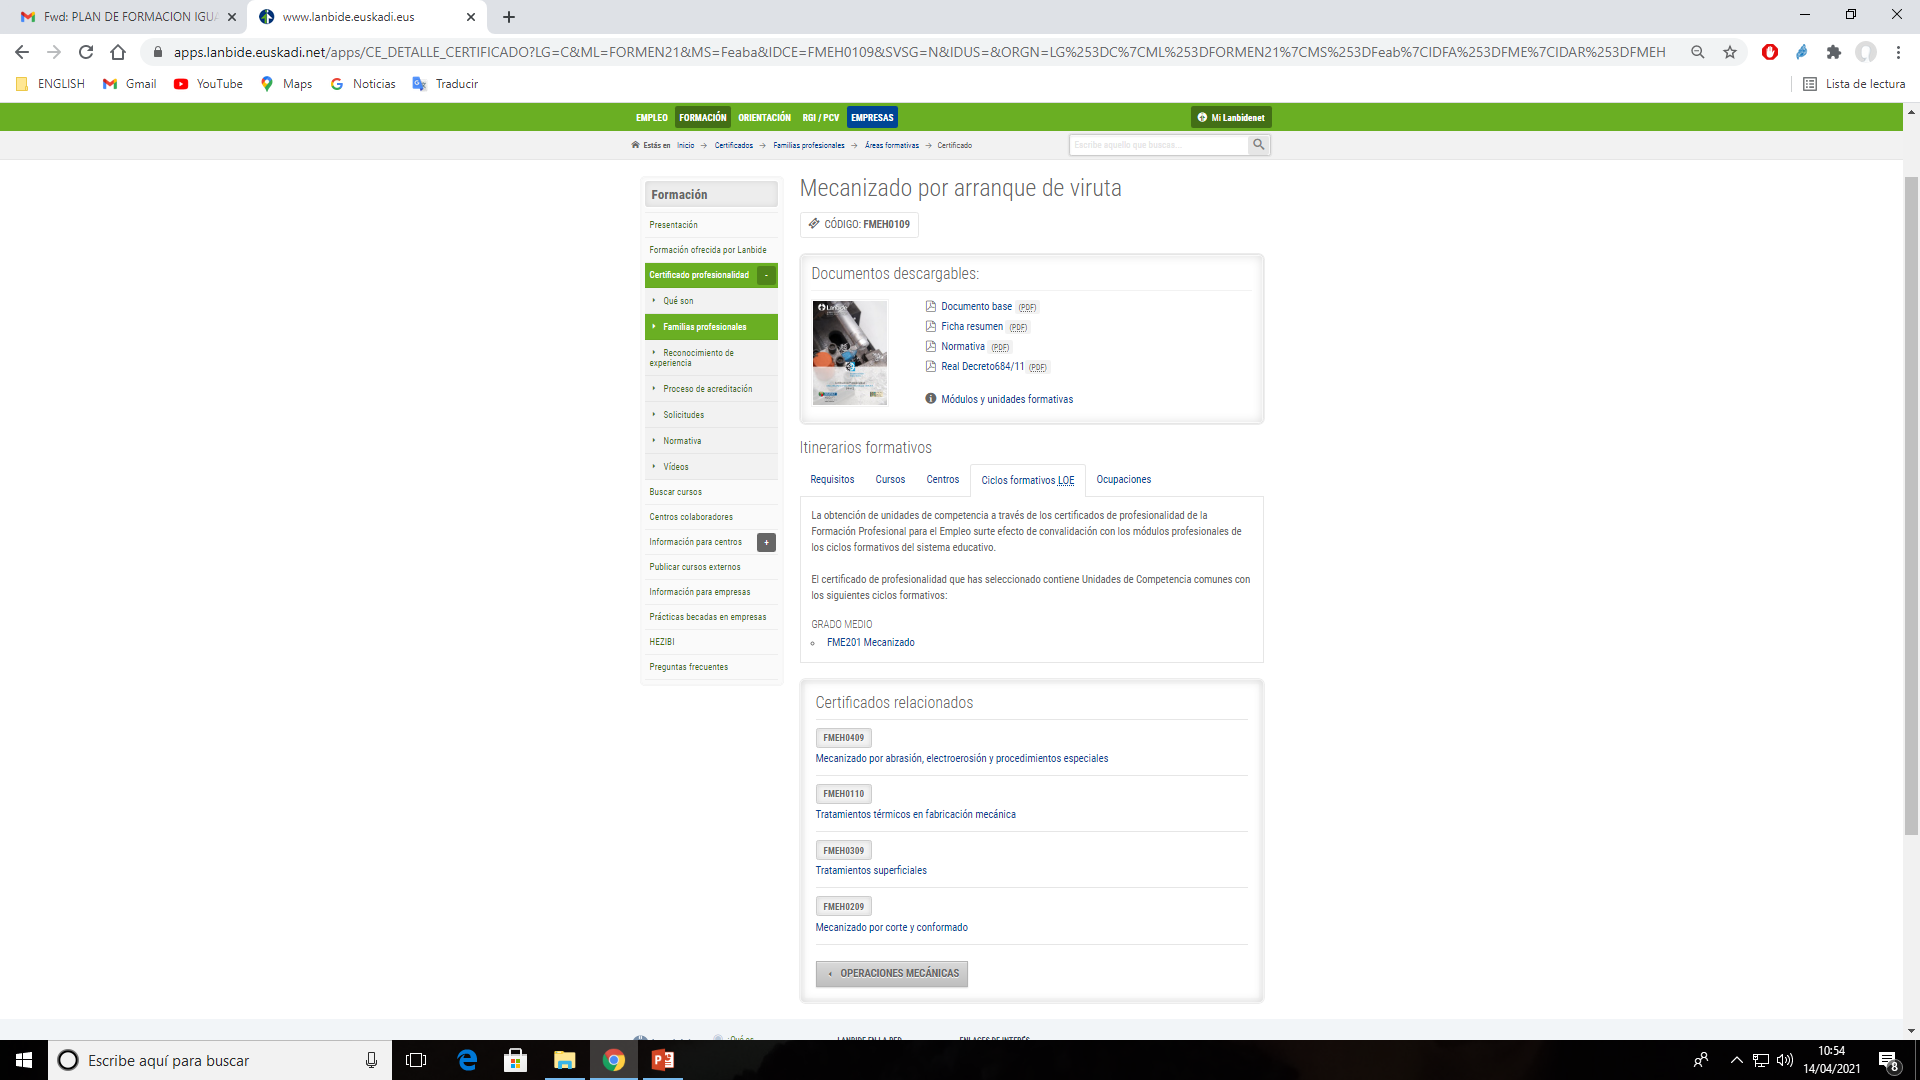 Fwd: PLAN DE FORMACION IGUA
www.lanbide.euskadi.eus
apps.lanbide.euskadi.net/apps/CE_DETALLE_CERTIFICADO?LG=C&ML=FORMEN21&MS=Feaba&IDCE=FMEH0109&SVSG=N&IDUS=&ORGN=LG%253DC%7CML%253DFORMEN21%7CMS%253DFeab%7CIDFA%253DFME%7CIDAR%253DFMEH
ENGLISH
Gmail
YouTube
Maps
Noticias
Traducir
Lista de lectura
EMPLEO
FORMACIÓN
ORIENTACIÓN
RGI / PCV
EMPRESAS
Mi Lanbidenet
Estás en Inicio → Certificados → Familias profesionales → Áreas formativas → Certificado
Escribe aquello que buscas...
Formación
Presentación
Formación ofrecida por Lanbide
Certificado profesionalidad -
Qué son
Familias profesionales
Reconocimiento de
experiencia
Proceso de acreditación
Solicitudes
Normativa
Vídeos
Buscar cursos
Centros colaboradores
Información para centros +
Publicar cursos externos
Información para empresas
Prácticas becadas en empresas
HEZIBI
Preguntas frecuentes
Mecanizado por arranque de viruta
CÓDIGO: FMEH0109
Documentos descargables:
Documento base (PDF)
Ficha resumen (PDF)
Normativa (PDF)
Real Decreto684/11 (PDF)
Módulos y unidades formativas
Itinerarios formativos
Requisitos
Cursos
Centros
Ciclos formativos LOE
Ocupaciones
La obtención de unidades de competencia a través de los certificados de profesionalidad de la
Formación Profesional para el Empleo surte efecto de convalidación con los módulos profesionales de
los ciclos formativos del sistema educativo.
El certificado de profesionalidad que has seleccionado contiene Unidades de Competencia comunes con
los siguientes ciclos formativos:
GRADO MEDIO
FME201 Mecanizado
Certificados relacionados
FMEH0409
Mecanizado por abrasión, electroerosión y procedimientos especiales
FMEH0110
Tratamientos térmicos en fabricación mecánica
FMEH0309
Tratamientos superficiales
FMEH0209
Mecanizado por corte y conformado
OPERACIONES MECÁNICAS
LANBIDE EN LA RED
ENLACES DE INTERÉS
Escribe aquí para buscar
10:54
14/04/2021
8